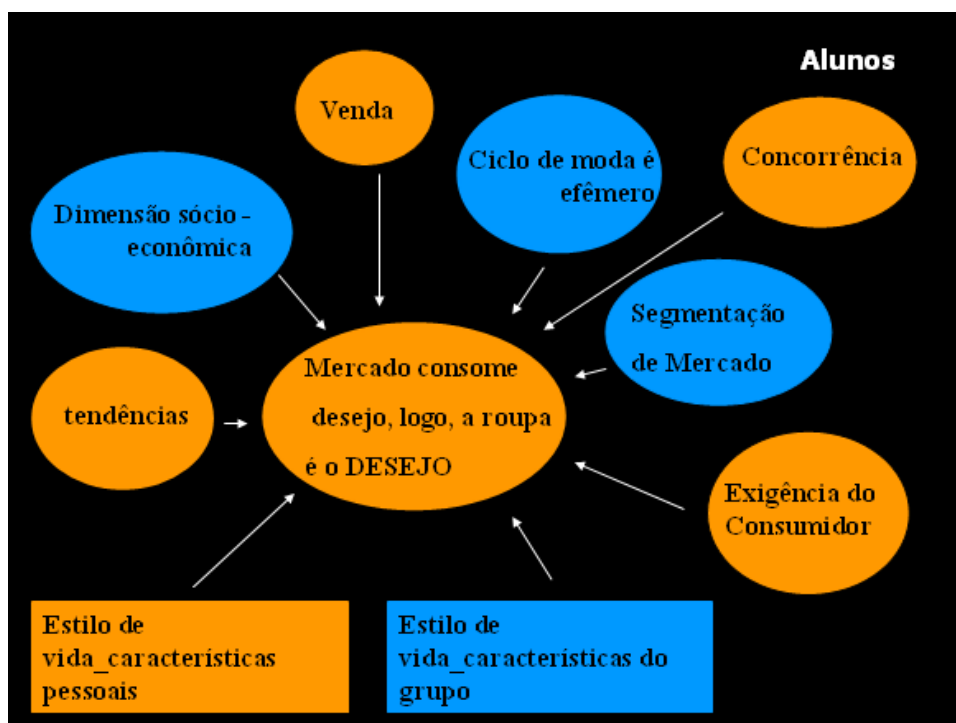 Alunos
Venda
Ciclo de moda é
efêmero
Concorrência
Dimensão sócio -
econômica
Segmentação
de Mercado
Mercado consome
desejo, logo, a roupa
é o DESEJO
tendências
Exigência do
Consumidor
Estilo de
vida_características
pessoais
Estilo de
vida_características do
grupo